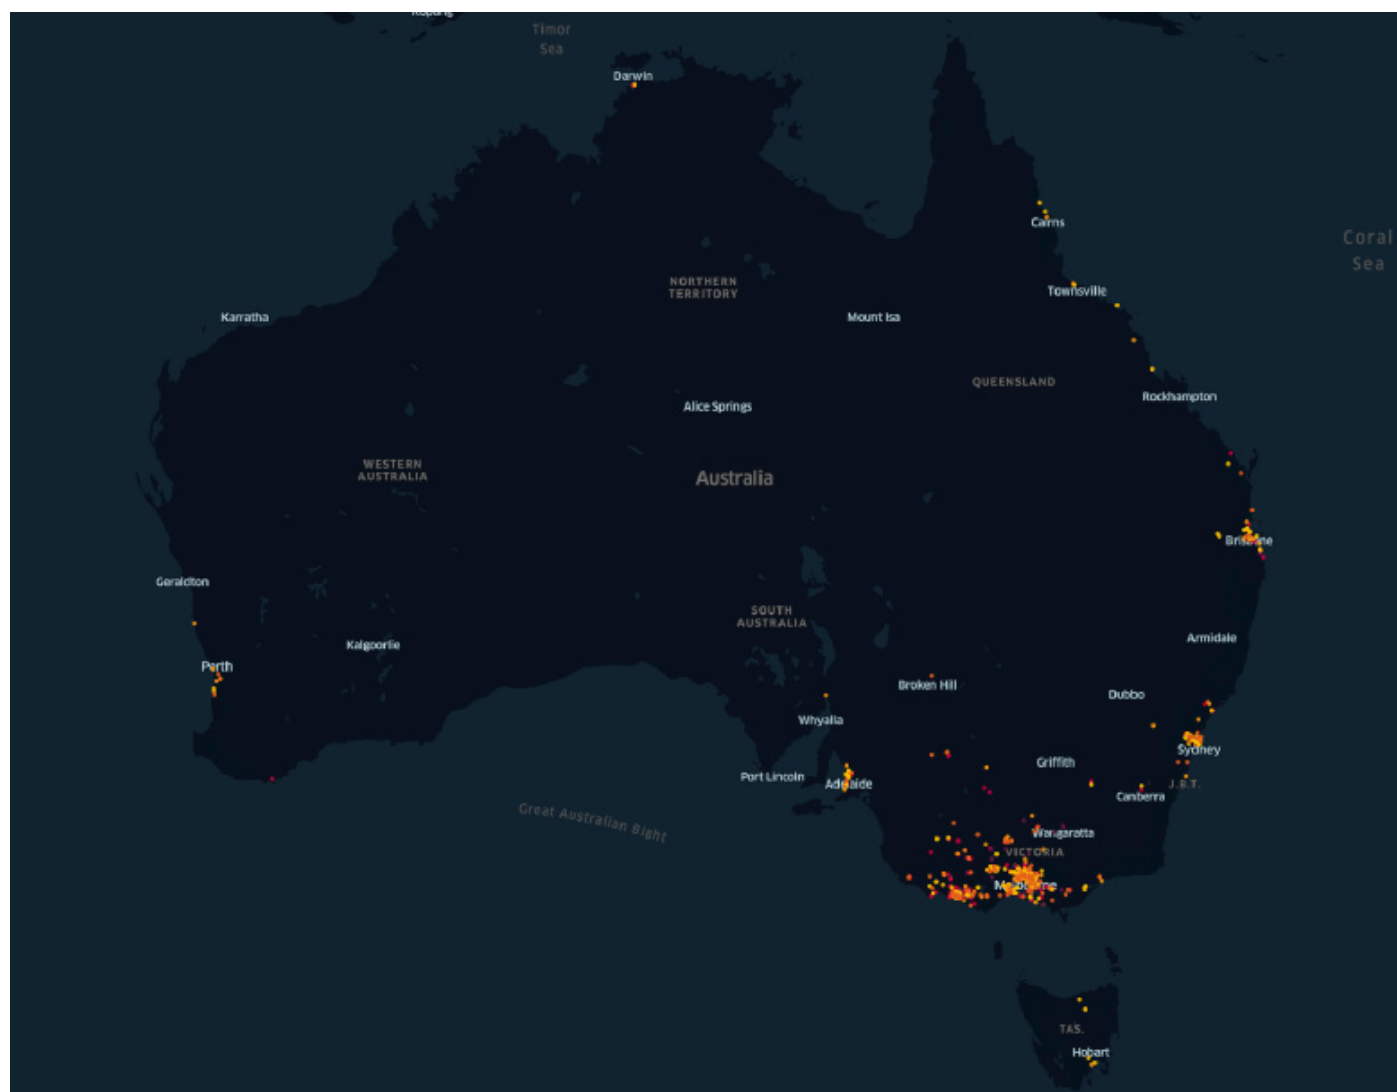 Kupang
Timor
Sea
Darwin
Cairns
Coral
Sea
NORTHERN
TERRITORY
Townsville
Karratha
Mount Isa
QUEENSLAND
Rockhampton
Alice Springs
WESTERN
AUSTRALIA
Australia
Brisbane
Geraldton
SOUTH
AUSTRALIA
Kalgoorlie
Armidale
Perth
Broken Hill
Dubbo
Whyalla
Sydney
Griffith
Port Lincoln
Adelaide
J.B.T.
Canberra
Great Australian Bight
Wangaratta
VICTORIA
Melbourne
TAS.
Hobart